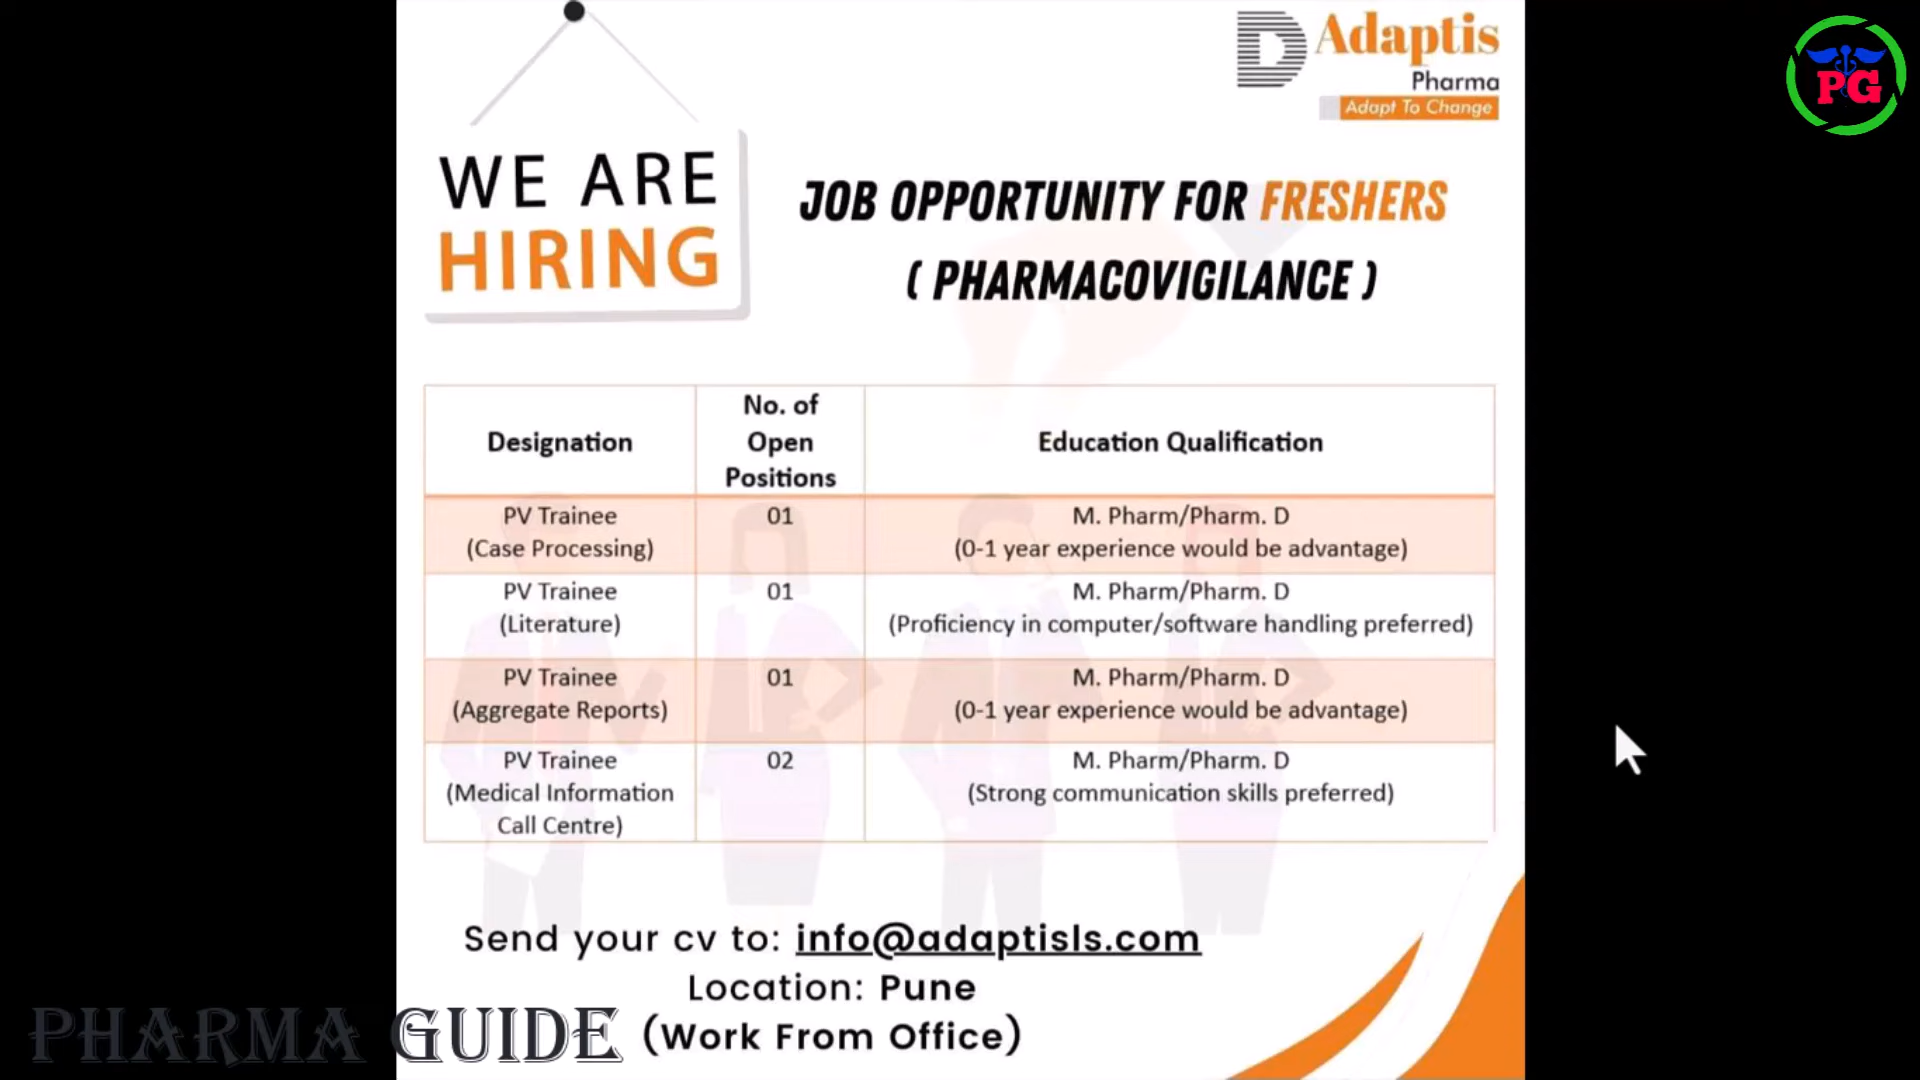 Adaptis
Pharma
Adapt To Change
PG
WE ARE
HIRING
JOB OPPORTUNITY FOR FRESHERS
( PHARMACOVIGILANCE )
Designation
No. of
Open
Positions
Education Qualification
PV Trainee
(Case Processing)
01
M. Pharm/Pharm. D
(0-1 year experience would be advantage)
PV Trainee
(Literature)
01
M. Pharm/Pharm. D
(Proficiency in computer/software handling preferred)
PV Trainee
(Aggregate Reports)
01
M. Pharm/Pharm. D
(0-1 year experience would be advantage)
PV Trainee
(Medical Information
Call Centre)
02
M. Pharm/Pharm. D
(Strong communication skills preferred)
Send your cv to: info@adaptisls.com
Location: Pune
(Work From Office)
PHARMA GUIDE